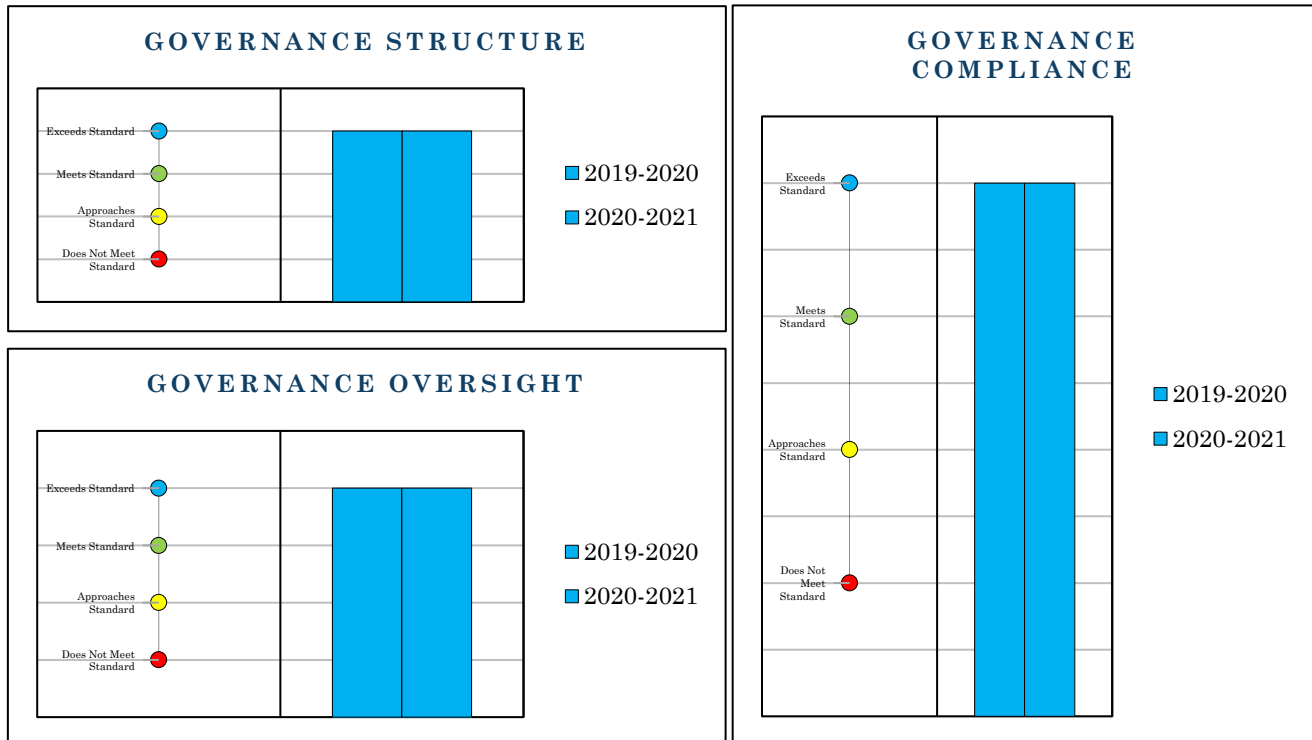 GOVERNANCE STRUCTURE
Exceeds Standard
Meets Standard
Approaches
Standard
Does Not Meet
Standard
2019-2020
2020-2021
GOVERNANCE OVERSIGHT
Exceeds Standard
Meets Standard
Approaches
Standard
Does Not Meet
Standard
2019-2020
2020-2021
GOVERNANCE
COMPLIANCE
Exceeds
Standard
Meets
Standard
Approaches
Standard
Does Not
Meet
Standard
2019-2020
2020-2021